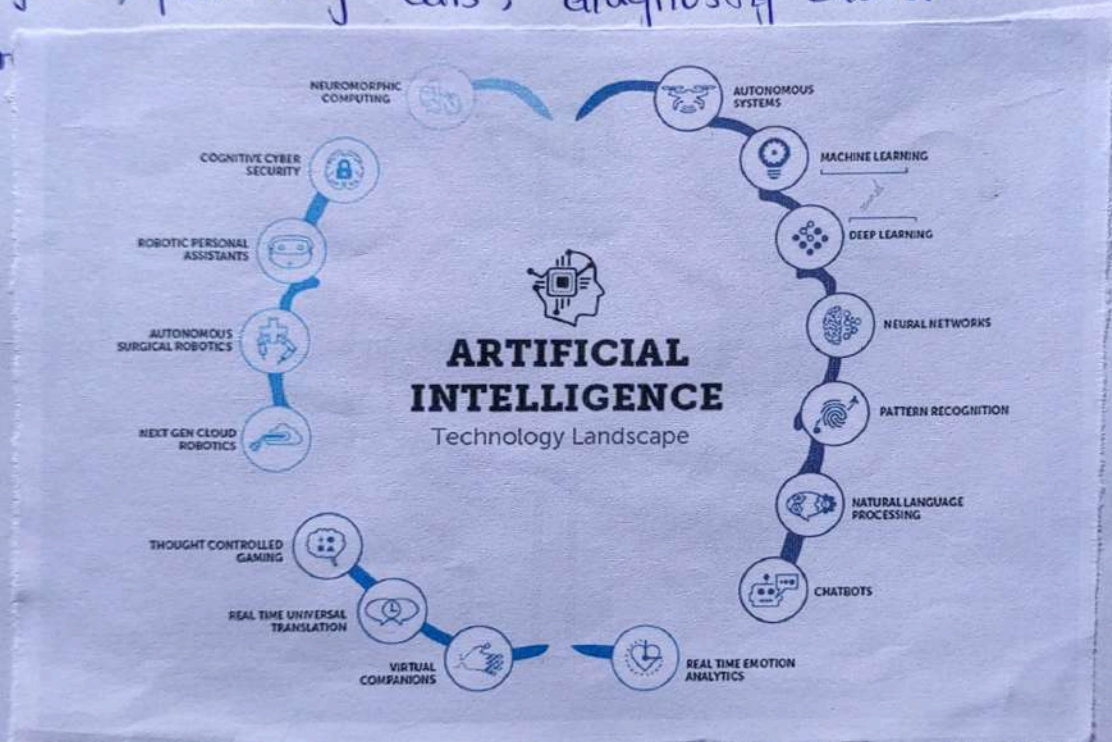 cars, diagnosing
NEUROMORPHIC
COMPUTING
COGNITIVE CYBER
SECURITY
ROBOTIC PERSONAL
ASSISTANTS
AUTONOMOUS
SURGICAL ROBOTICS
NEXT GEN CLOUD
ROBOTICS
THOUGHT CONTROLLED
GAMING
REAL TIME UNIVERSAL
TRANSLATION
VIRTUAL
COMPANIONS
ARTIFICIAL
INTELLIGENCE
Technology Landscape
AUTONOMOUS
SYSTEMS
MACHINE LEARNING
DEEP LEARNING
NEURAL NETWORKS
PATTERN RECOGNITION
NATURAL LANGUAGE
PROCESSING
CHATBOTS
REAL TIME EMOTION
ANALYTICS